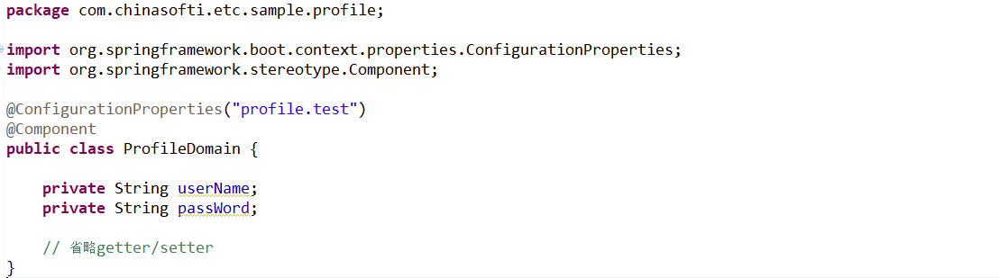 package com.chinasofti.etc.sample.profile;
import org.springframework.boot.context.properties.ConfigurationProperties;
import org.springframework.stereotype.Component;
@ConfigurationProperties("profile.test")
@Component
public class ProfileDomain {
private String userName;
private String passWord;
// 省略getter/setter
}